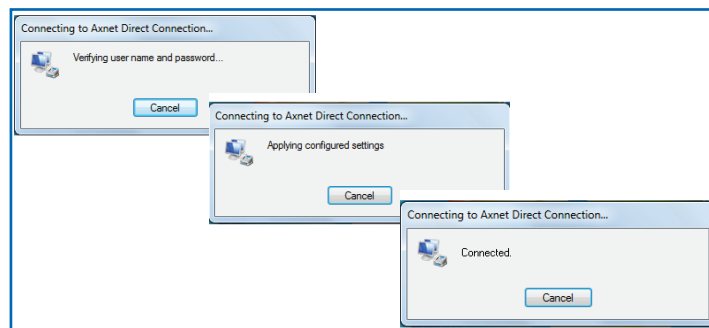 Connecting to Axnet Direct Connection...
Verifying user name and password...
Cancel
Connecting to Axnet Direct Connection...
Applying configured settings
Cancel
Connecting to Axnet Direct Connection...
Connected.
Cancel